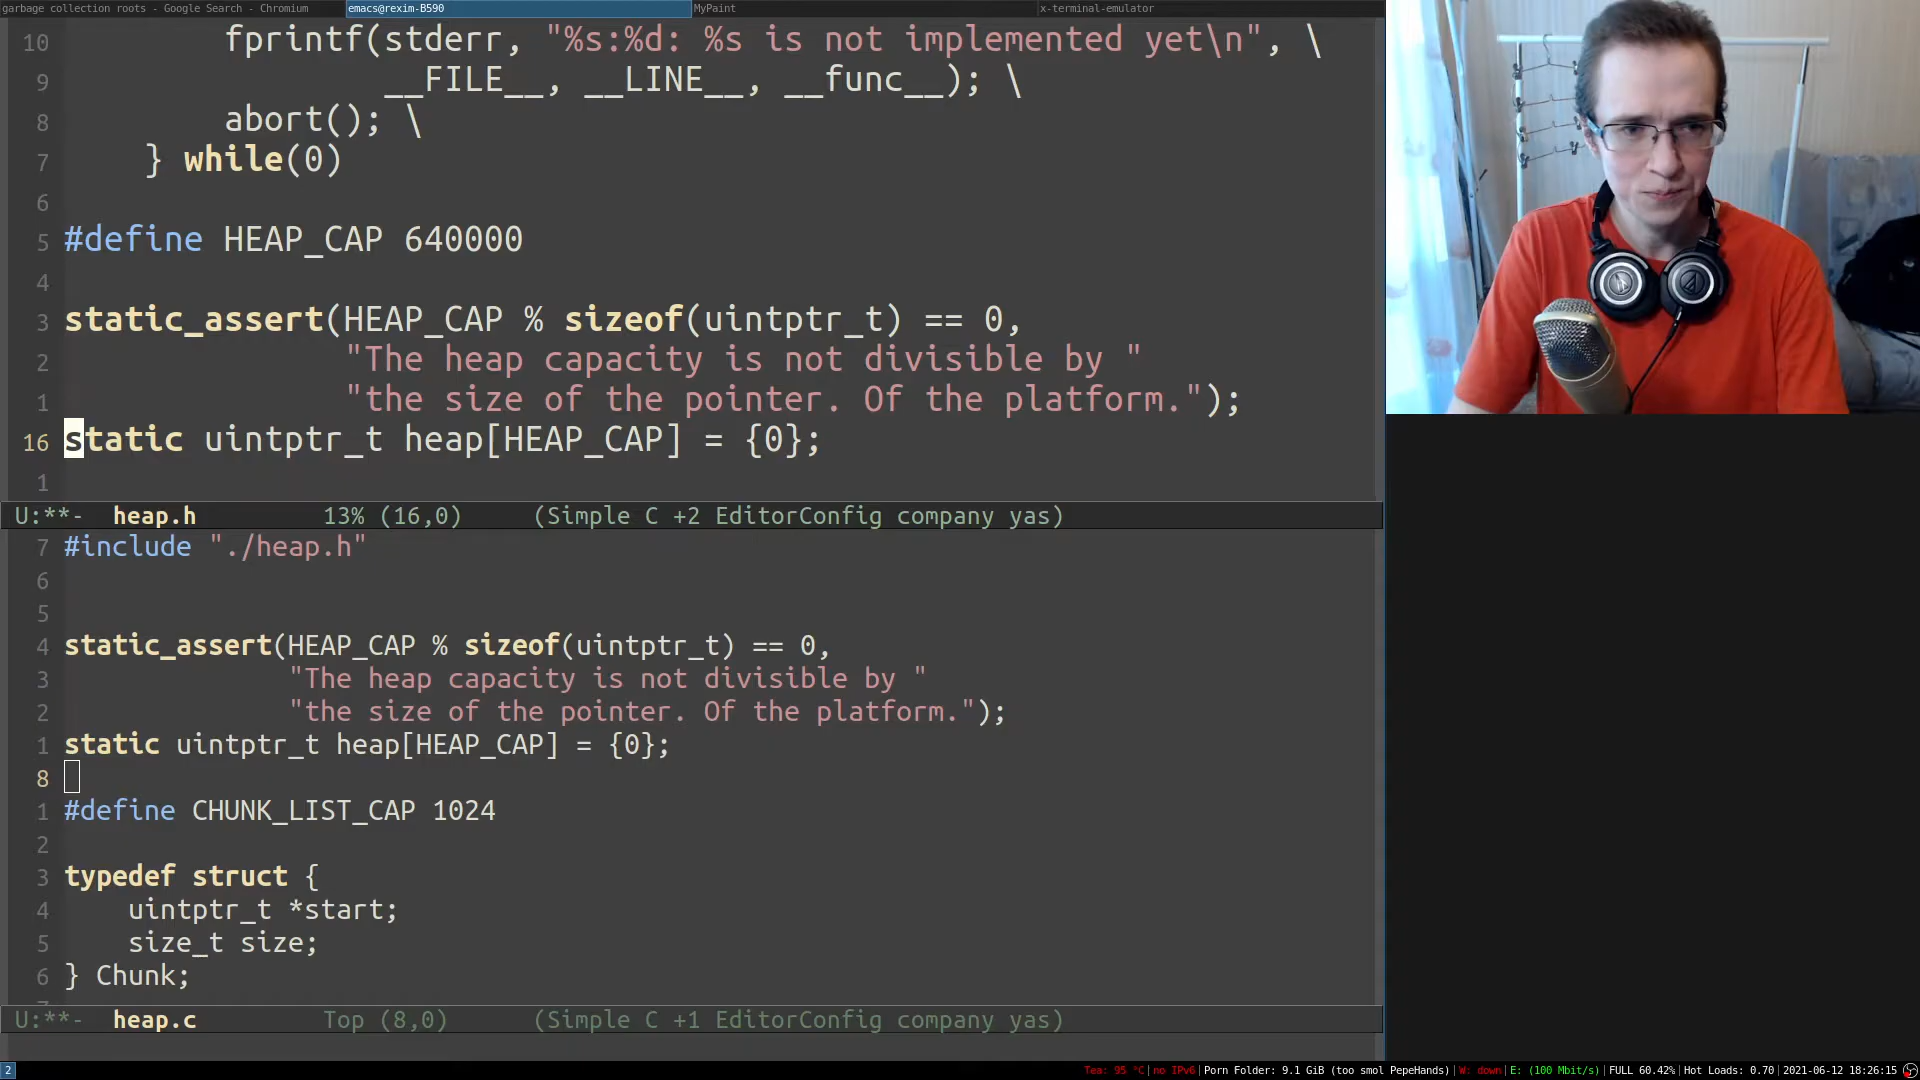 garbage collection roots - Google Search - Chromium
emacs@rexim-B590
MyPaint
x-terminal-emulator
10 fprintf(stderr, "%s:%d: %s is not implemented yet\n", \
9 __FILE__, __LINE__, __func__); \
8 abort(); \
7 } while(0)
6
5 #define HEAP_CAP 640000
4
3 static_assert(HEAP_CAP % sizeof(uintptr_t) == 0,
2 "The heap capacity is not divisible by "
1 "the size of the pointer. Of the platform.");
16 static uintptr_t heap[HEAP_CAP] = {0};
1
U:**- heap.h 13% (16,0) (Simple C +2 EditorConfig company yas)
7 #include "./heap.h"
6
5
4 static_assert(HEAP_CAP % sizeof(uintptr_t) == 0,
3 "The heap capacity is not divisible by "
2 "the size of the pointer. Of the platform.");
1 static uintptr_t heap[HEAP_CAP] = {0};
8
1 #define CHUNK_LIST_CAP 1024
2
3 typedef struct {
4 uintptr_t *start;
5 size_t size;
6 } Chunk;
U:**- heap.c Top (8,0) (Simple C +1 EditorConfig company yas)
2
Tea: 95 °C|no IPv6|Porn Folder: 9.1 GiB (too smol PepeHands)|W: down|E: (100 Mbit/s)|FULL 60.42%|Hot Loads: 0.70|2021-06-12 18:26:15